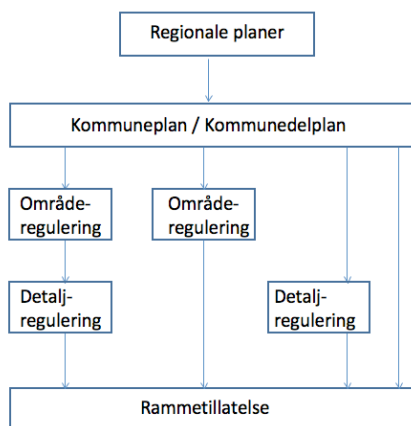 Regionale planer
Kommuneplan / Kommunedelplan
Område-
regulering
Område-
regulering
Detalj-
regulering
Detalj-
regulering
Rammetillatelse